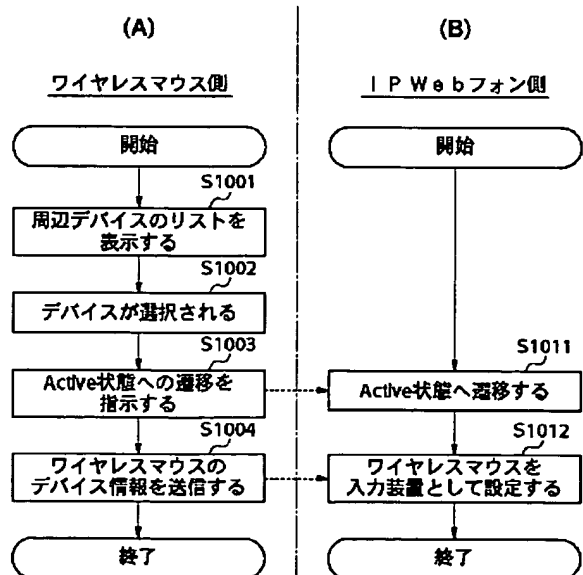 (A)
ワイヤレスマウス側
開始
S1001
周辺デバイスのリストを
表示する
S1002
デバイスが選択される
S1003
Active状態への遷移を
指示する
S1004
ワイヤレスマウスの
デバイス情報を送信する
終了
(B)
ＩＰＷｅｂフォン側
開始
S1011
Active状態へ遷移する
S1012
ワイヤレスマウスを
入力装置として設定する
終了